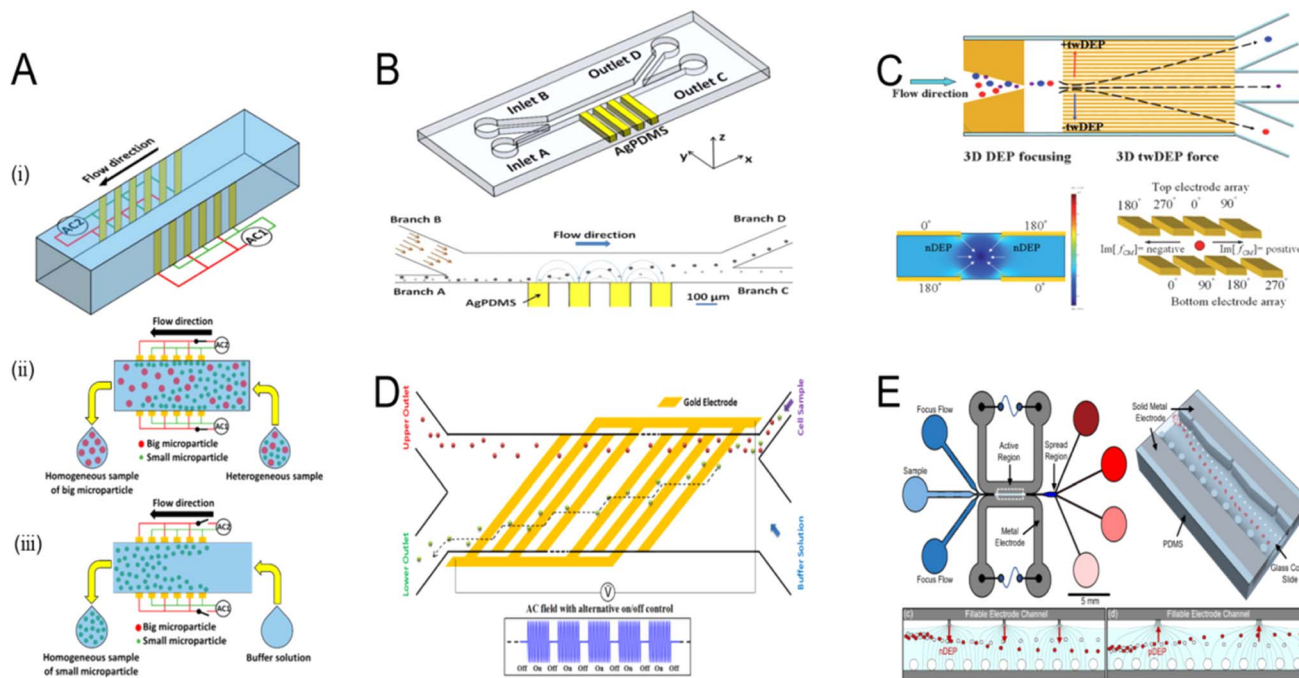 A
(i)
Flow direction
AC2
AC1
(ii)
Flow direction
AC2
AC1
Big microparticle
Small microparticle
Homogeneous sample
of big microparticle
Heterogeneous sample
(iii)
Flow direction
AC2
AC1
Big microparticle
Small microparticle
Homogeneous sample
of small microparticle
Buffer solution
B
Outlet D
Inlet B
Outlet C
Inlet A
AgPDMS
z
y
x
Branch B
Branch D
Flow direction
Branch A
Branch C
AgPDMS
100 µm
C
+twDEP
Flow direction
-twDEP
3D DEP focusing
3D twDEP force
0°
180°
nDEP
nDEP
180°
0°
Top electrode array
180°
270°
0°
90°
Im[fCM]= negative
Im[fCM]= positive
0°
90°
180°
270°
Bottom electrode array
D
Upper Outlet
Gold Electrode
Cell Sample
Lower Outlet
Buffer Solution
V
AC field with alternative on/off control
Off On Off On Off On Off On Off On Off
E
Focus Flow
Sample
Focus Flow
Active
Region
Spread
Region
Metal
Electrode
5 mm
Solid Metal
Electrode
PDMS
Glass Co
Slide
(c)
Fillable Electrode Channel
nDEP
(d)
Fillable Electrode Channel
pDEP